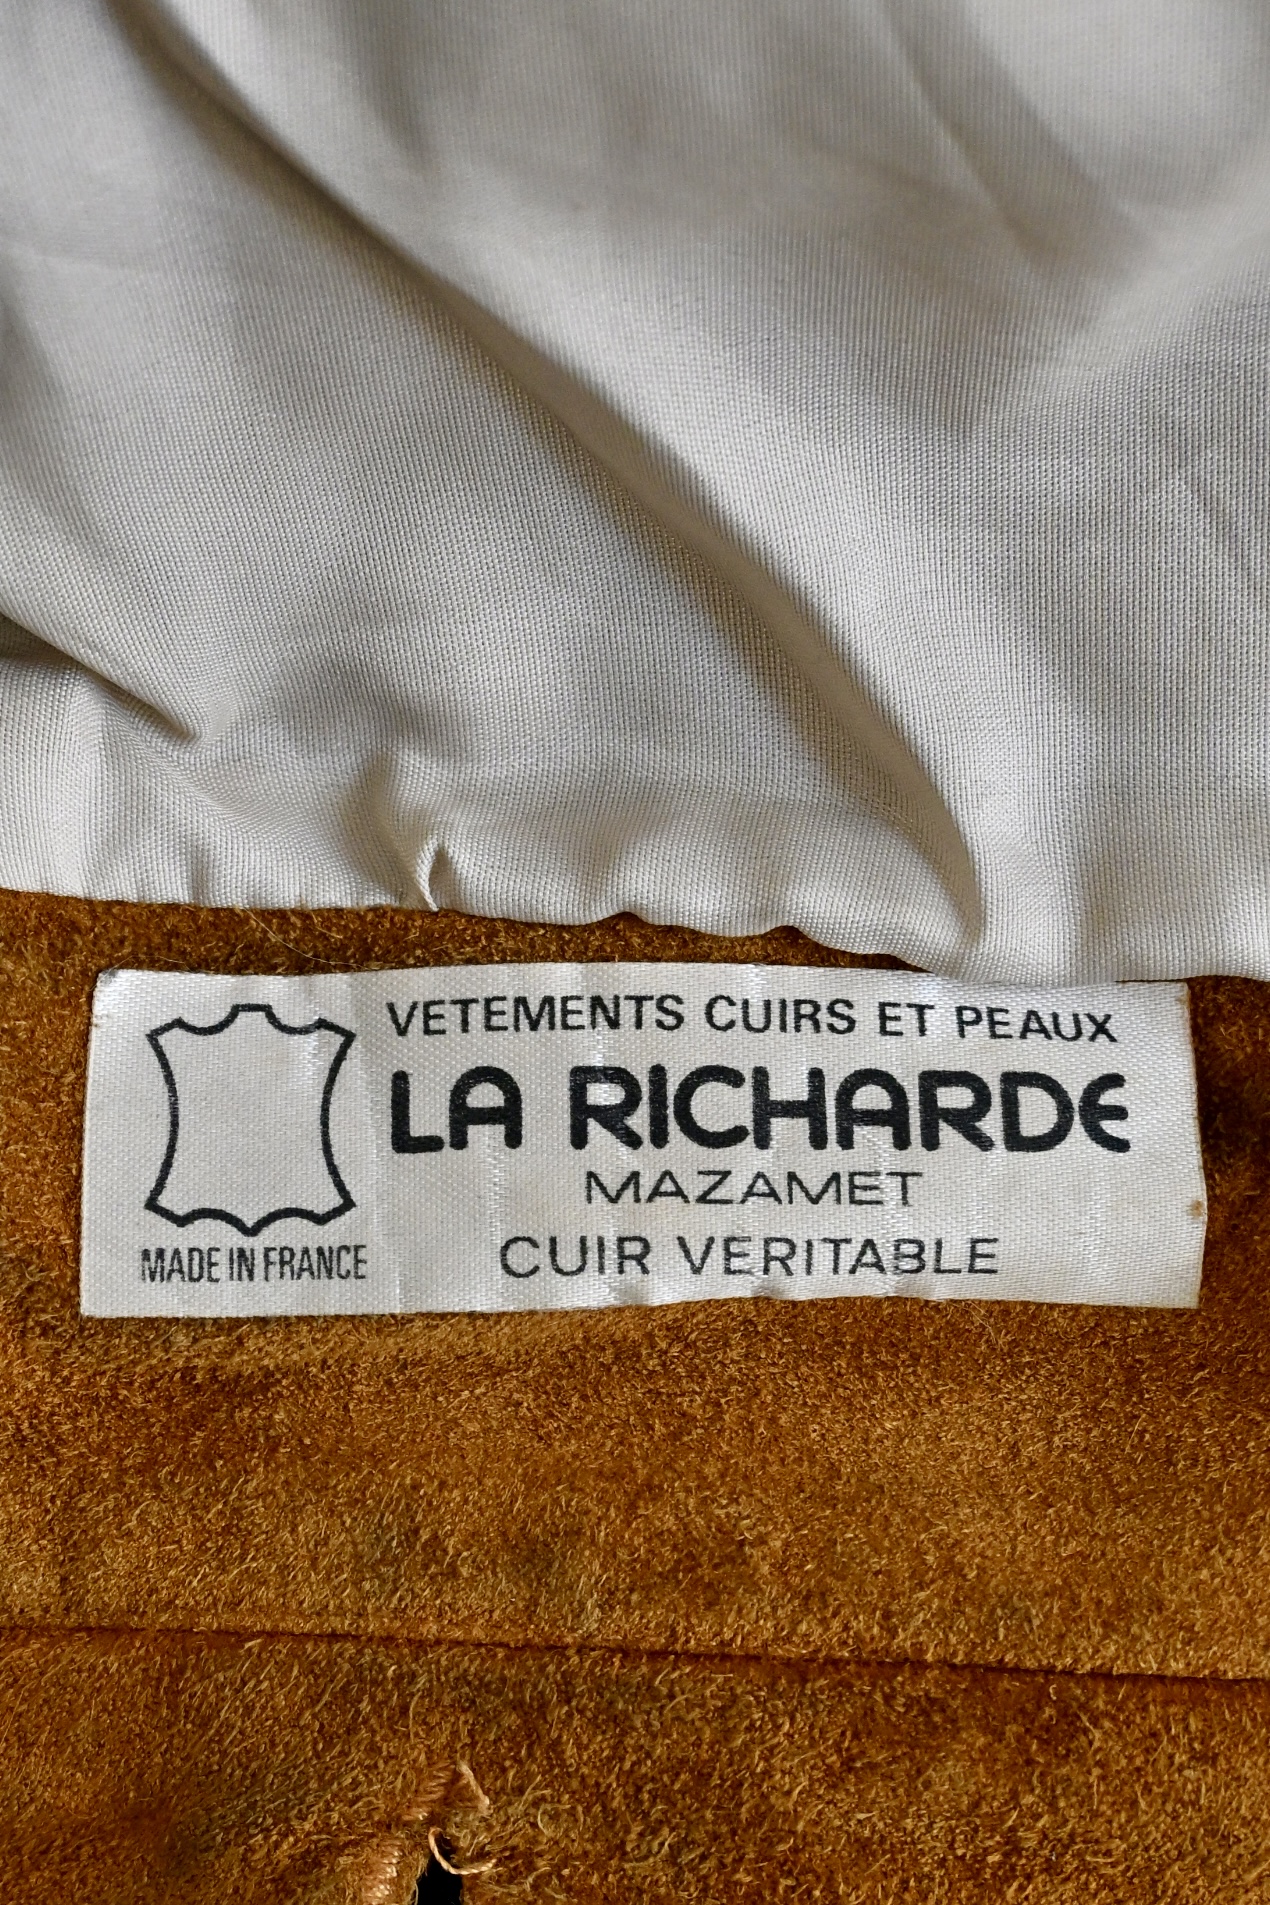 VETEMENTS CUIRS ET PEAUX
LA RICHARDE
MAZAMET
CUIR VERITABLE
MADE IN FRANCE